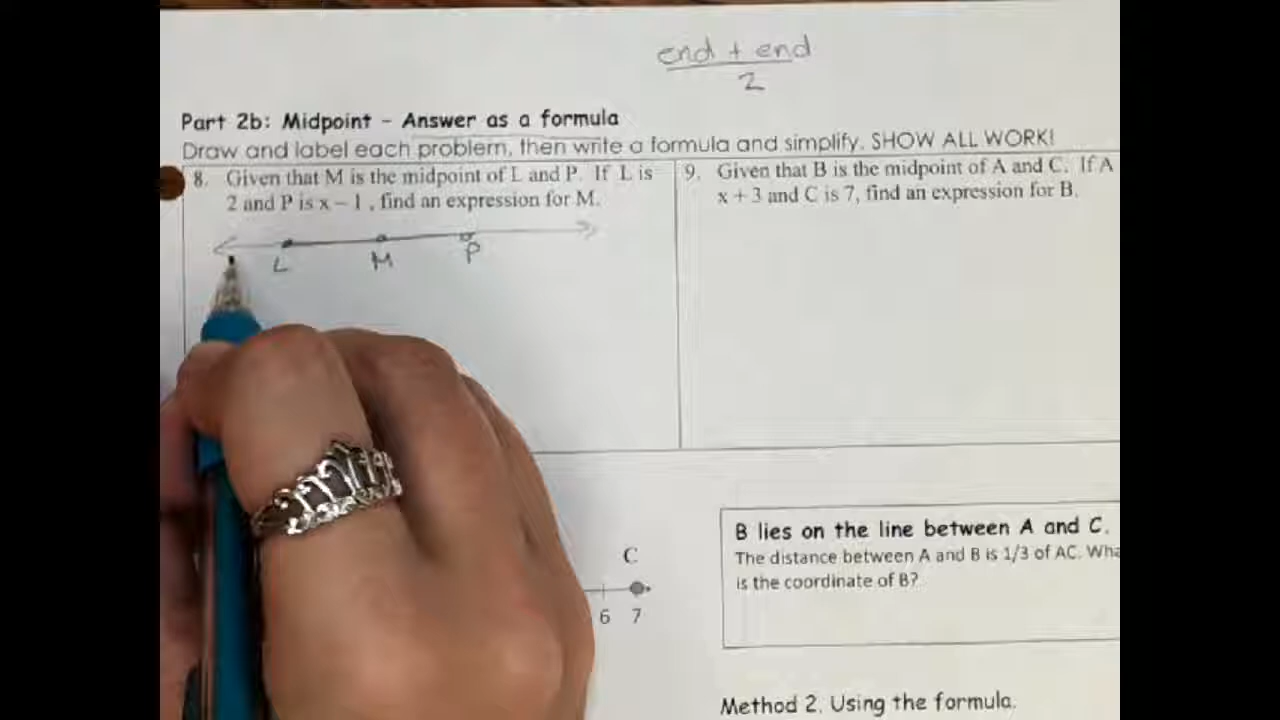 end + end
2
Part 2b: Midpoint - Answer as a formula
Draw and label each problem, then write a formula and simplify. SHOW ALL WORK!
8. Given that M is the midpoint of L and P. If L is
2 and P is x – 1 , find an expression for M.
L M P
9. Given that B is the midpoint of A and C. If A
x + 3 and C is 7, find an expression for B.
C
6 7
B lies on the line between A and C.
The distance between A and B is 1/3 of AC. Wha
is the coordinate of B?
Method 2. Using the formula.